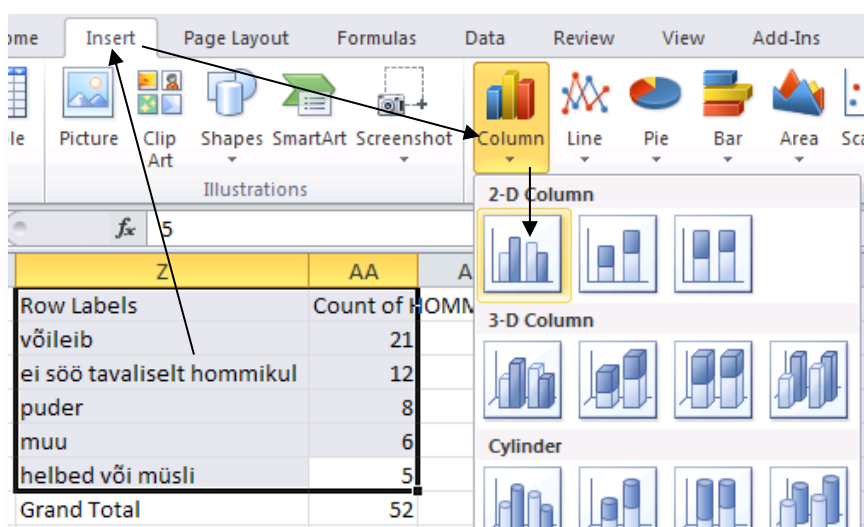 ome Insert Page Layout Formulas Data Review View Add-Ins
le Picture Clip Art Shapes SmartArt Screenshot Column Line Pie Bar Area Sca
Illustrations
2-D Column
fx 5
Z AA A
Row Labels Count of HOMM
3-D Column
võileib 21
ei söö tavaliselt hommikul 12
puder 8
muu 6
Cylinder
helbed või müsli 5
Grand Total 52